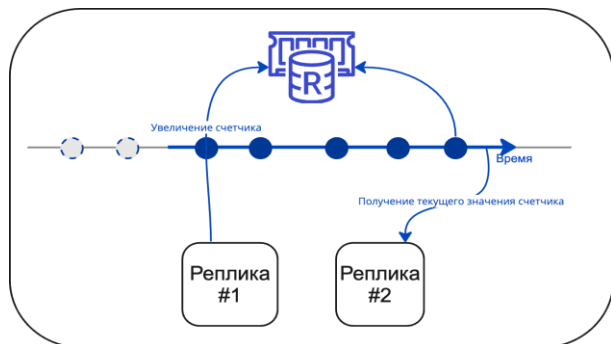 R
Увеличение счетчика
Время
Получение текущего значения счетчика
Реплика
#1
Реплика
#2